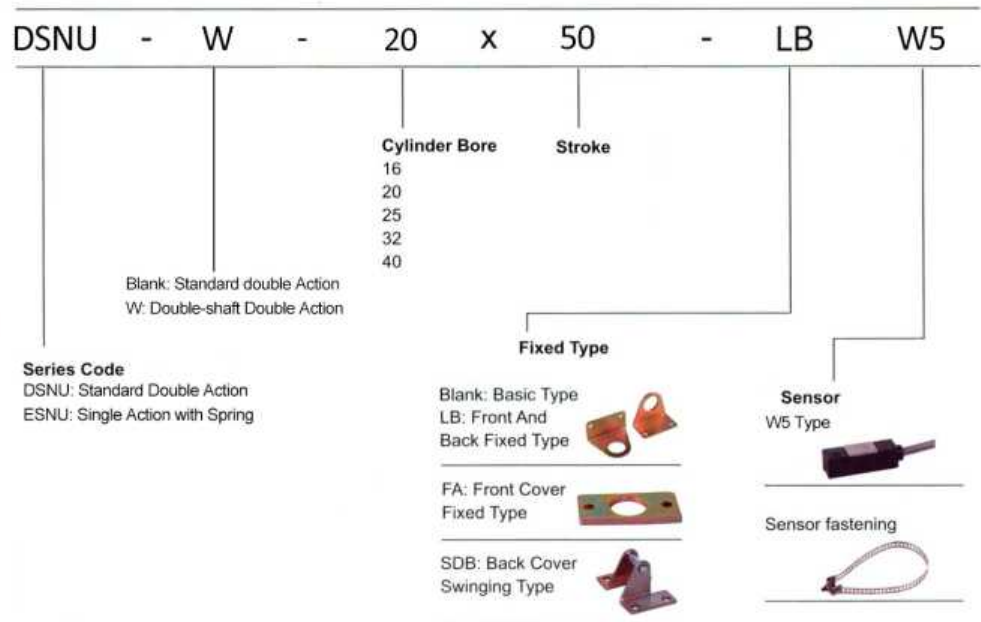 DSNU - W - 20 x 50 - LB W5
Cylinder Bore
16
20
25
32
40
Stroke
Blank: Standard double Action
W: Double-shaft Double Action
Series Code
DSNU: Standard Double Action
ESNU: Single Action with Spring
Fixed Type
Blank: Basic Type
LB: Front And
Back Fixed Type
FA: Front Cover
Fixed Type
SDB: Back Cover
Swinging Type
Sensor
W5 Type
Sensor fastening